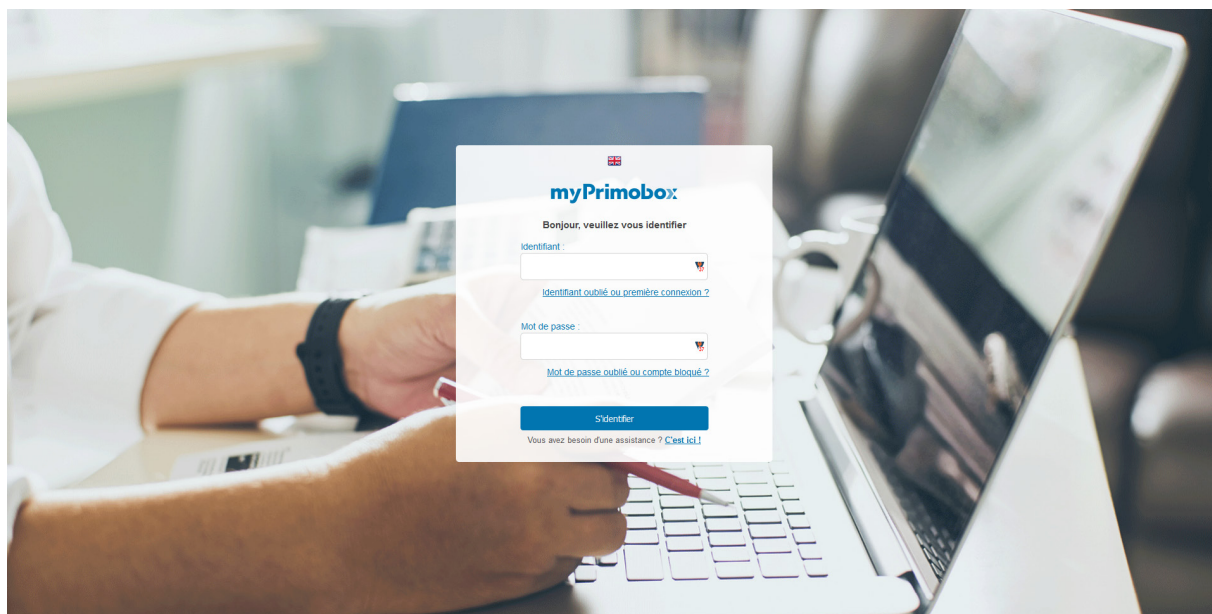 myPrimobox
Bonjour, veuillez vous identifier
Identifiant :
Identifiant oublié ou première connexion ?
Mot de passe :
Mot de passe oublié ou compte bloqué ?
S'identifier
Vous avez besoin d'une assistance ? C'est ici !